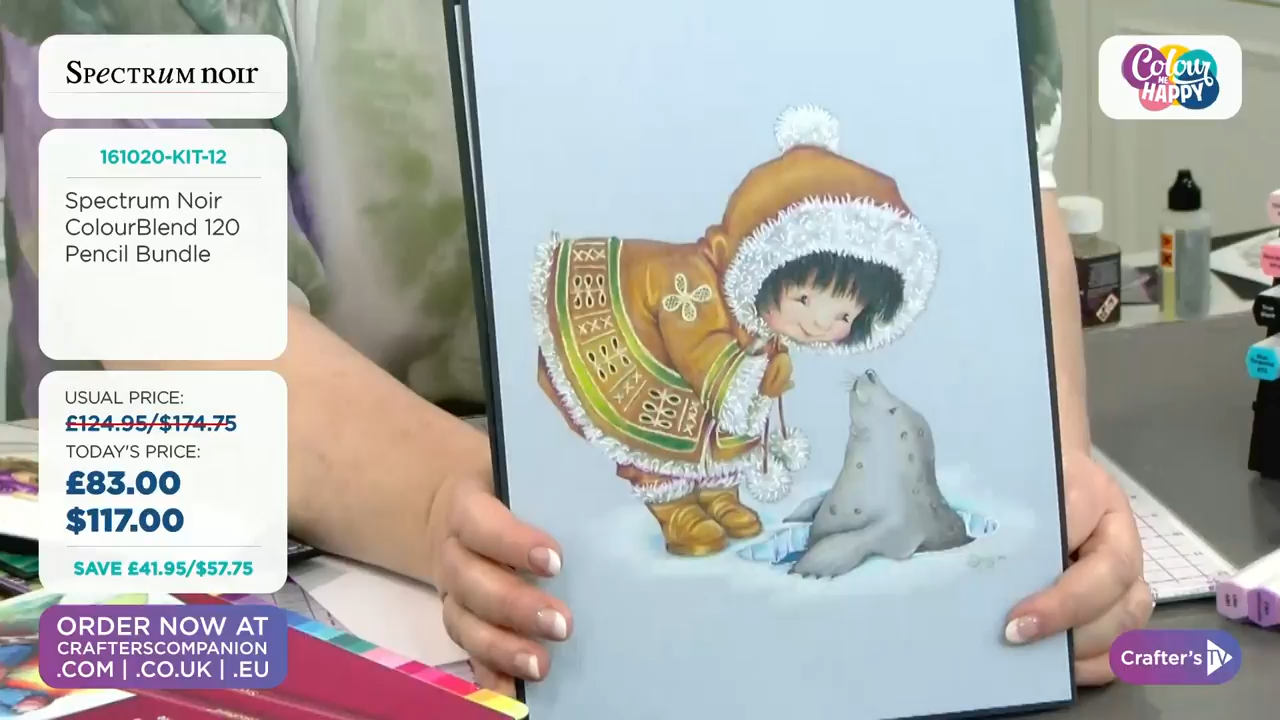 SPECTRUM NOIR
161020-KIT-12
Spectrum Noir
ColourBlend 120
Pencil Bundle
USUAL PRICE:
£124.95/$174.75
TODAY'S PRICE:
£83.00
$117.00
SAVE £41.95/$57.75
ORDER NOW AT
CRAFTERSCOMPANION
.COM | .CO.UK | .EU
Colour
ME
HAPPY
Crafter's TV